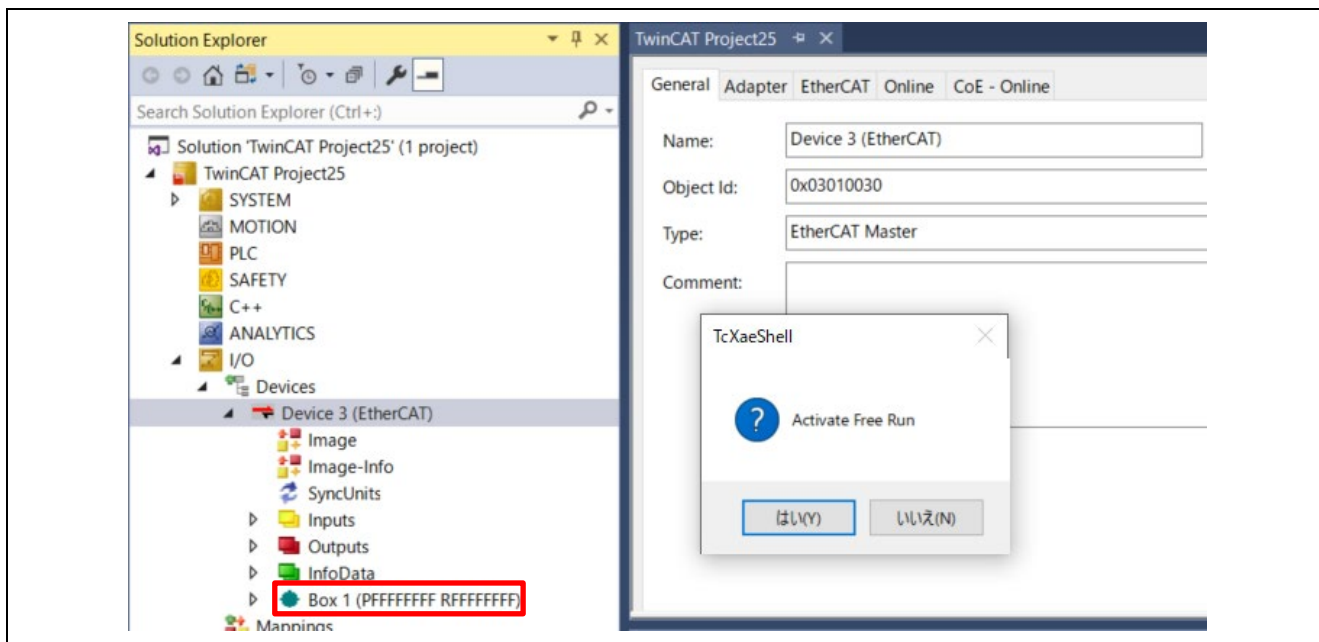 Solution Explorer
Search Solution Explorer (Ctrl+:)
Solution 'TwinCAT Project25' (1 project)
TwinCAT Project25
SYSTEM
MOTION
PLC
SAFETY
C++
ANALYTICS
I/O
Devices
Device 3 (EtherCAT)
Image
Image-Info
SyncUnits
Inputs
Outputs
InfoData
Box 1 (PFFFFFFFF RFFFFFFFF)
Mappings
TwinCAT Project25
General Adapter EtherCAT Online CoE - Online
Name: Device 3 (EtherCAT)
Object Id: 0x03010030
Type: EtherCAT Master
Comment:
TcXaeShell
Activate Free Run
はい(Y) いいえ(N)